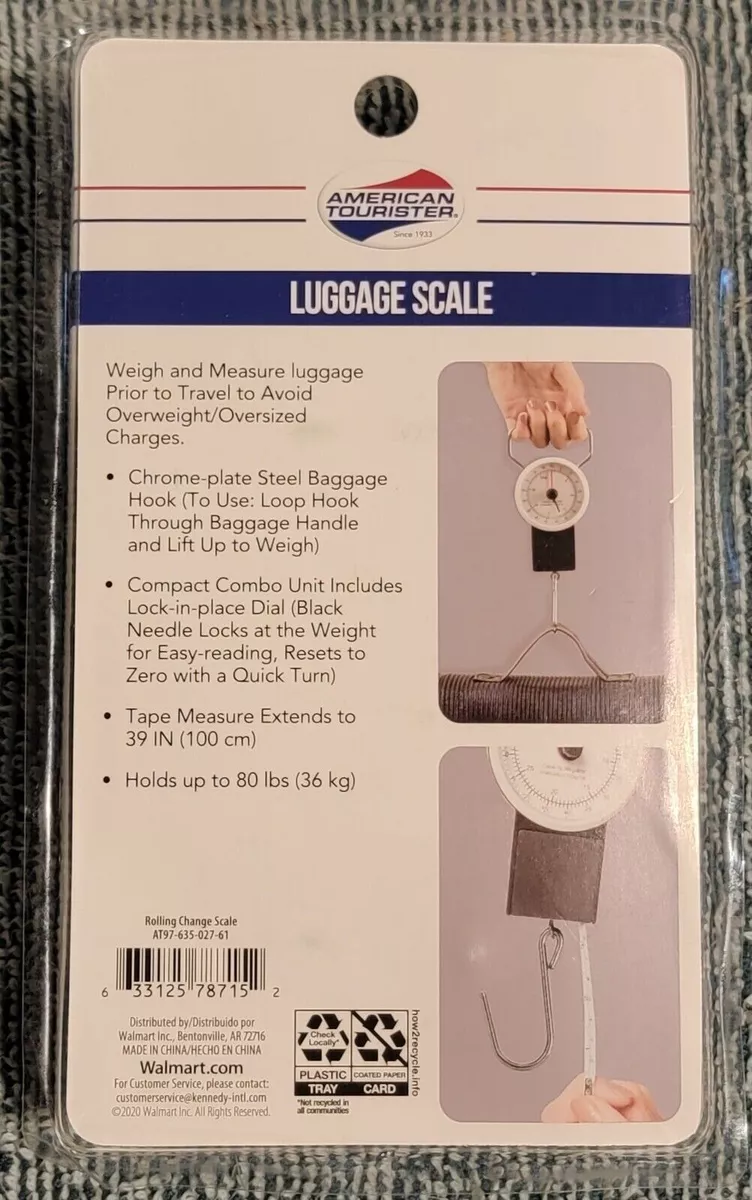 AMERICAN
TOURISTER®
Since 1933
LUGGAGE SCALE
Weigh and Measure luggage
Prior to Travel to Avoid
Overweight/Oversized
Charges.
• Chrome-plate Steel Baggage
Hook (To Use: Loop Hook
Through Baggage Handle
and Lift Up to Weigh)
• Compact Combo Unit Includes
Lock-in-place Dial (Black
Needle Locks at the Weight
for Easy-reading, Resets to
Zero with a Quick Turn)
• Tape Measure Extends to
39 IN (100 cm)
• Holds up to 80 lbs (36 kg)
Rolling Change Scale
AT97-635-027-61
6 33125 78715 2
Distributed by/Distribuido por
Walmart Inc., Bentonville, AR 72716
MADE IN CHINA/HECHO EN CHINA
Walmart.com
For Customer Service, please contact:
customerservice@kennedy-intl.com
©2020 Walmart Inc. All Rights Reserved.
Check
Locally*
PLASTIC
TRAY
COATED PAPER
CARD
*Not recycled in
all communities
how2recycle.info